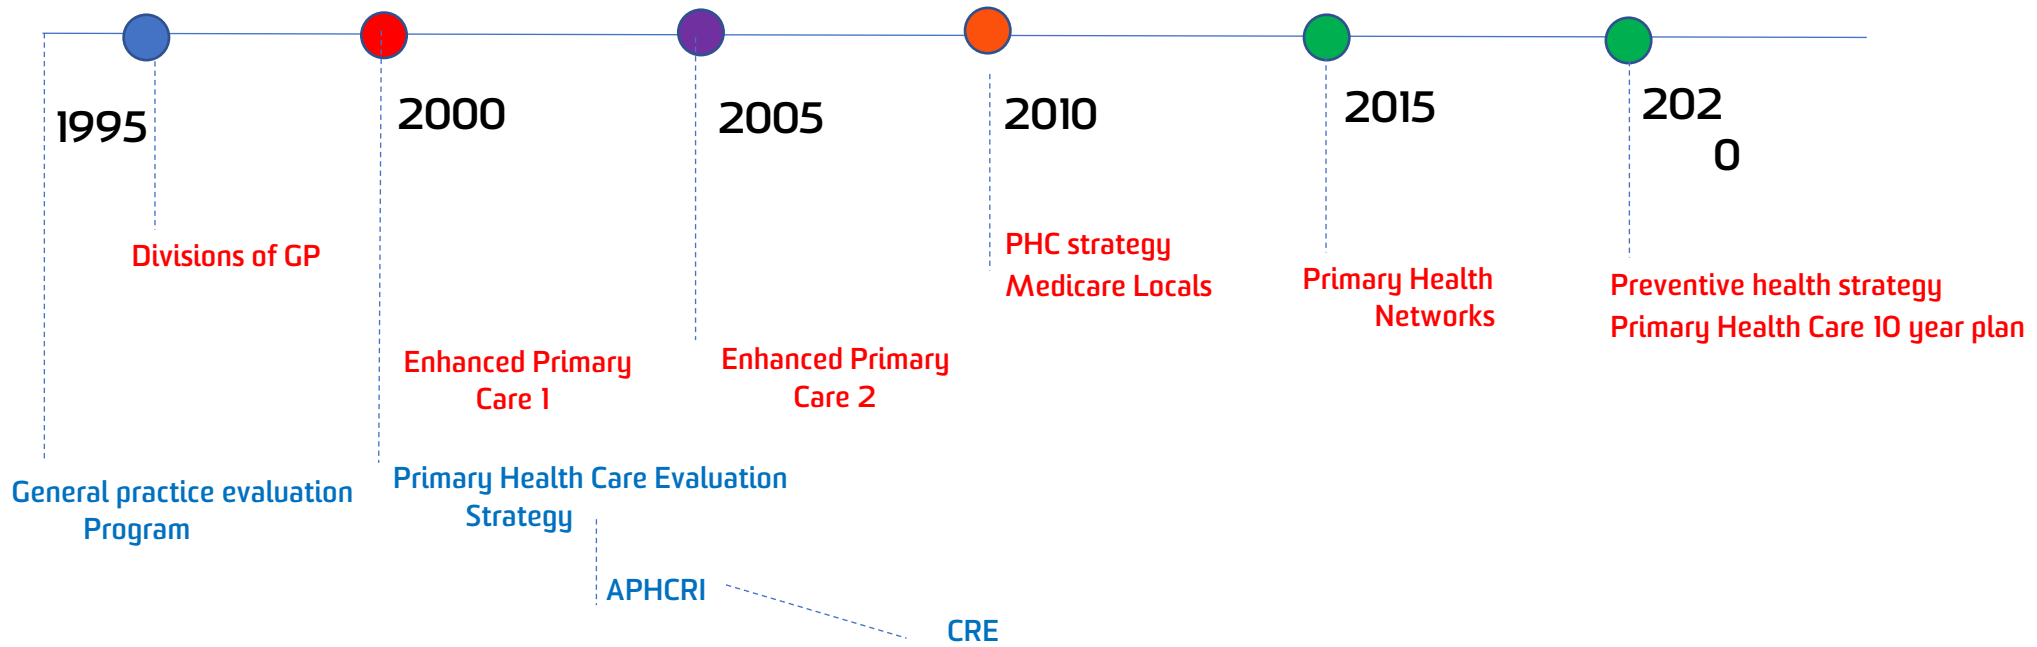 1995
2000
2005
2010
2015
202
0
Divisions of GP
PHC strategy
Medicare Locals
Primary Health
Networks
Preventive health strategy
Primary Health Care 10 year plan
Enhanced Primary
Care 1
Enhanced Primary
Care 2
General practice evaluation
Program
Primary Health Care Evaluation
Strategy
APHCRI
CRE